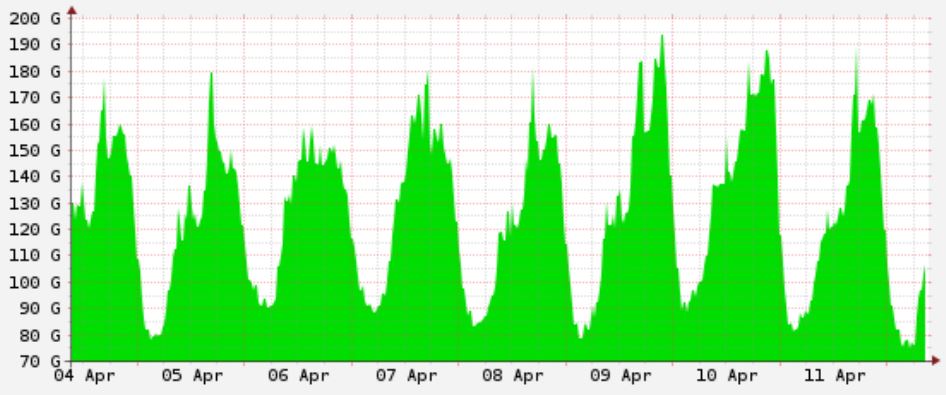 200 G
190 G
180 G
170 G
160 G
150 G
140 G
130 G
120 G
110 G
100 G
90 G
80 G
70 G
04 Apr 05 Apr 06 Apr 07 Apr 08 Apr 09 Apr 10 Apr 11 Apr